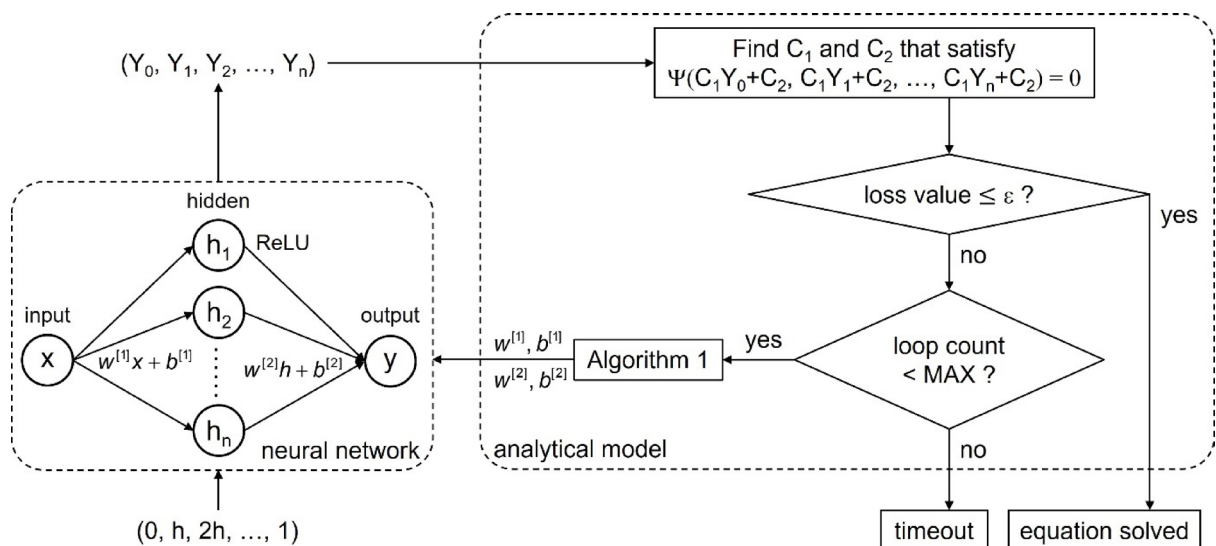 (Y₀, Y₁, Y₂, …, Yₙ)
Find C₁ and C₂ that satisfy
Ψ(C₁Y₀+C₂, C₁Y₁+C₂, …, C₁Yₙ+C₂) = 0
loss value ≤ ε ?
yes
no
loop count
< MAX ?
yes
no
Algorithm 1
w^[1], b^[1]
w^[2], b^[2]
analytical model
timeout
equation solved
hidden
h₁
ReLU
input
h₂
output
x
w^[1]x + b^[1]
w^[2]h + b^[2]
y
hₙ
neural network
(0, h, 2h, …, 1)